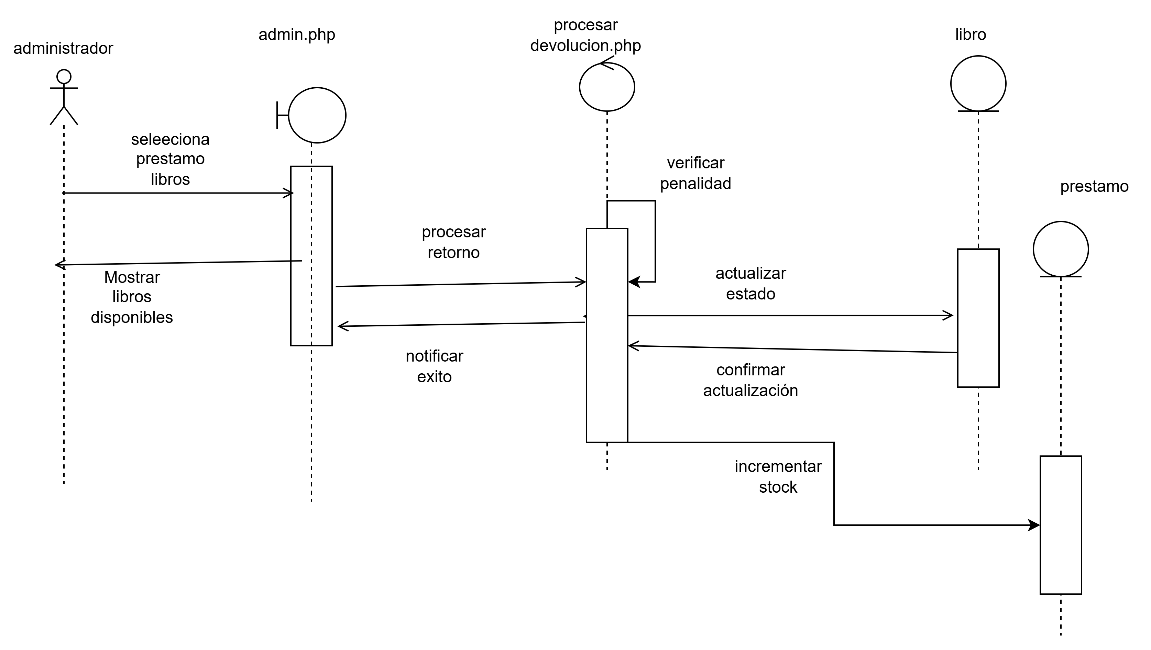 administrador
admin.php
procesar
devolucion.php
libro
prestamo
seleeciona
prestamo
libros
Mostrar
libros
disponibles
procesar
retorno
notificar
exito
verificar
penalidad
actualizar
estado
confirmar
actualización
incrementar
stock